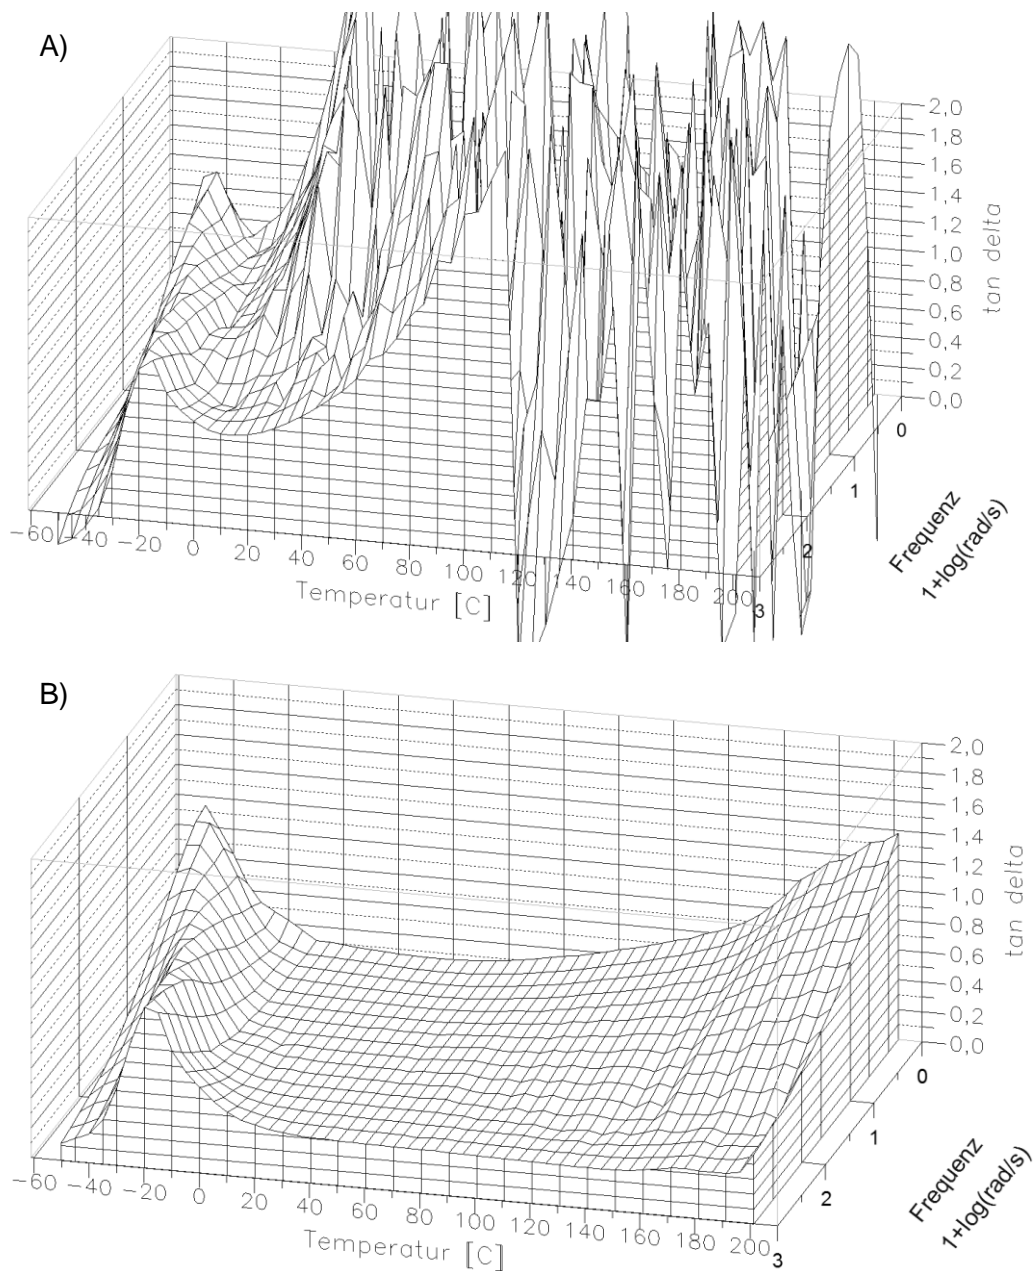 A)
2,0
1,8
1,6
1,4
1,2
1,0
0,8
0,6
0,4
0,2
0,0
tan delta
0
1
2
3
Frequenz
1+log(rad/s)
−60 −40 −20 0 20 40 60 80 100 120 140 160 180 200
Temperatur [C]
B)
2,0
1,8
1,6
1,4
1,2
1,0
0,8
0,6
0,4
0,2
0,0
tan delta
0
1
2
3
Frequenz
1+log(rad/s)
−60 −40 −20 0 20 40 60 80 100 120 140 160 180 200
Temperatur [C]